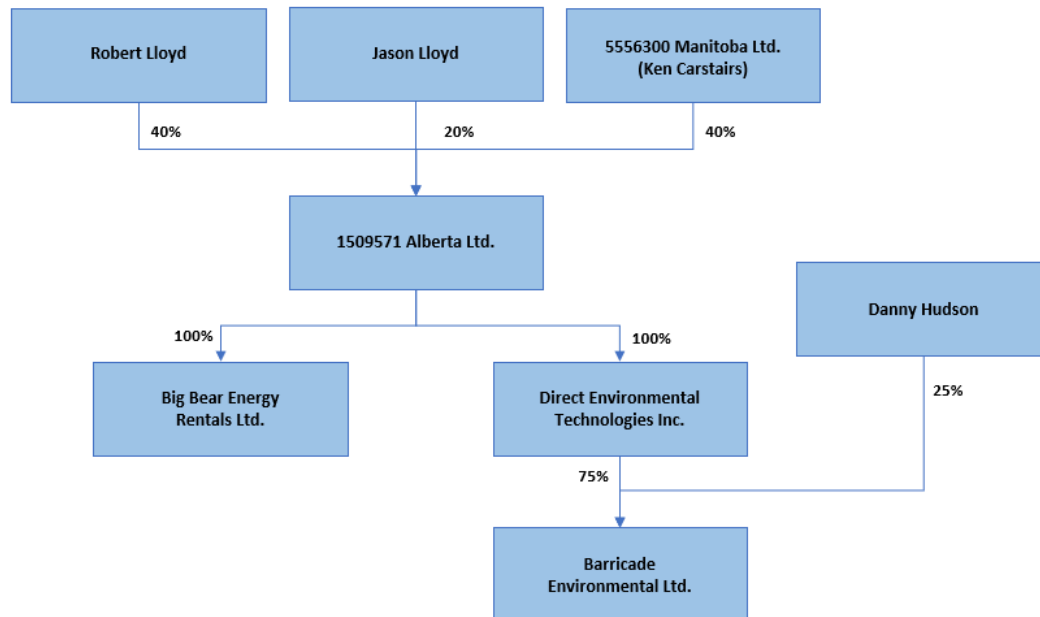 Robert Lloyd
Jason Lloyd
5556300 Manitoba Ltd.
(Ken Carstairs)
40%
20%
40%
1509571 Alberta Ltd.
Danny Hudson
100%
100%
Big Bear Energy
Rentals Ltd.
Direct Environmental
Technologies Inc.
25%
75%
Barricade
Environmental Ltd.